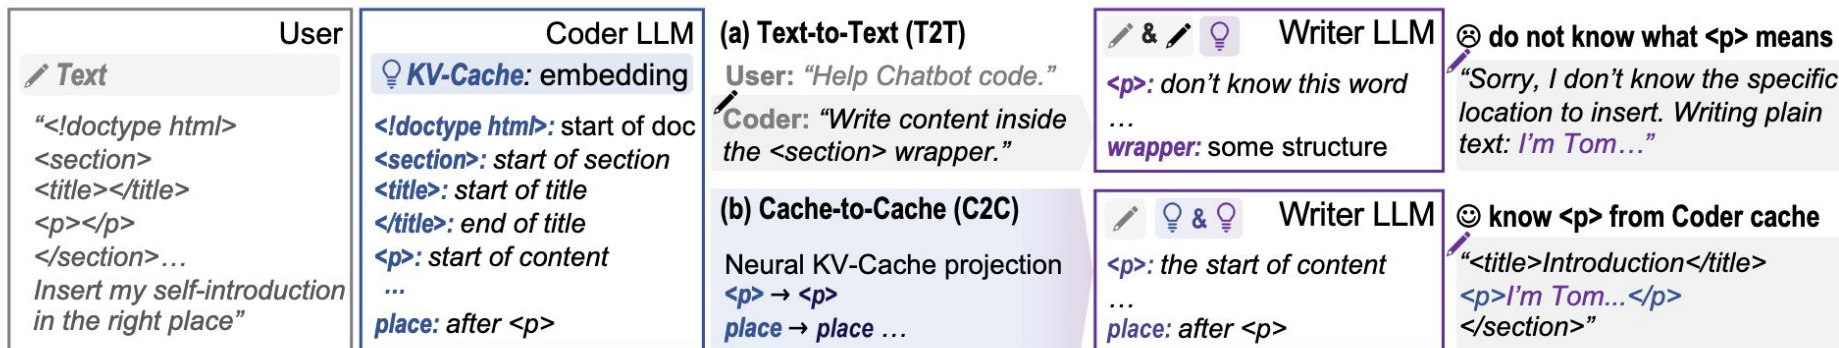 User
Text
“<!doctype html>
<section>
<title></title>
<p></p>
</section>…
Insert my self-introduction
in the right place”
Coder LLM
KV-Cache: embedding
<!doctype html>: start of doc
<section>: start of section
<title>: start of title
</title>: end of title
<p>: start of content
...
place: after <p>
(a) Text-to-Text (T2T)
User: “Help Chatbot code.”
Coder: “Write content inside
the <section> wrapper.”
(b) Cache-to-Cache (C2C)
Neural KV-Cache projection
<p> → <p>
place → place …
& Writer LLM
<p>: don’t know this word
…
wrapper: some structure
& Writer LLM
<p>: the start of content
…
place: after <p>
do not know what <p> means
“Sorry, I don’t know the specific
location to insert. Writing plain
text: I’m Tom…”
know <p> from Coder cache
“<title>Introduction</title>
<p>I’m Tom...</p>
</section>”